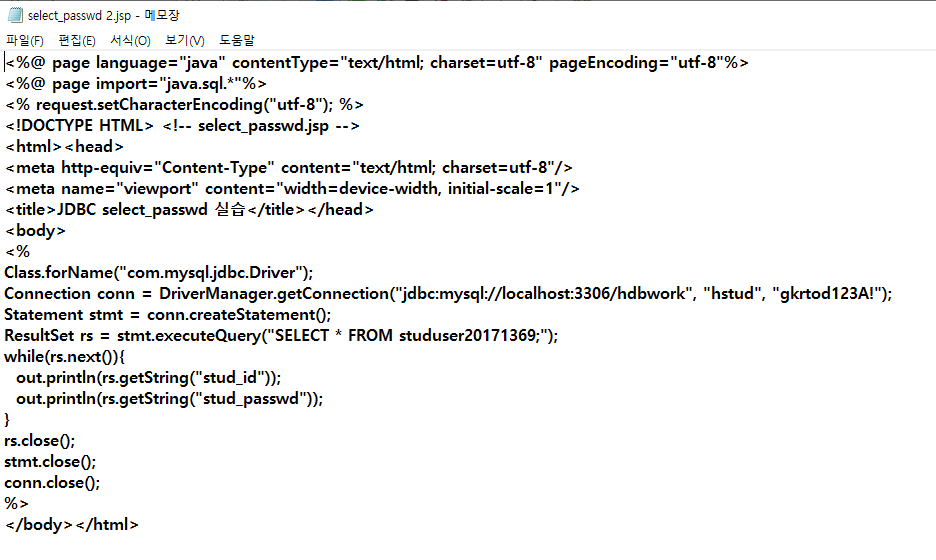 select_passwd 2.jsp - 메모장
파일(F) 편집(E) 서식(O) 보기(V) 도움말
<%@ page language="java" contentType="text/html; charset=utf-8" pageEncoding="utf-8"%>
<%@ page import="java.sql.*"%>
<% request.setCharacterEncoding("utf-8"); %>
<!DOCTYPE HTML> <!-- select_passwd.jsp -->
<html><head>
<meta http-equiv="Content-Type" content="text/html; charset=utf-8"/>
<meta name="viewport" content="width=device-width, initial-scale=1"/>
<title>JDBC select_passwd 실습</title></head>
<body>
<%
Class.forName("com.mysql.jdbc.Driver");
Connection conn = DriverManager.getConnection("jdbc:mysql://localhost:3306/hdbwork", "hstud", "gkrtod123A!");
Statement stmt = conn.createStatement();
ResultSet rs = stmt.executeQuery("SELECT * FROM studuser20171369;");
while(rs.next()){
   out.println(rs.getString("stud_id"));
   out.println(rs.getString("stud_passwd"));
}
rs.close();
stmt.close();
conn.close();
%>
</body></html>